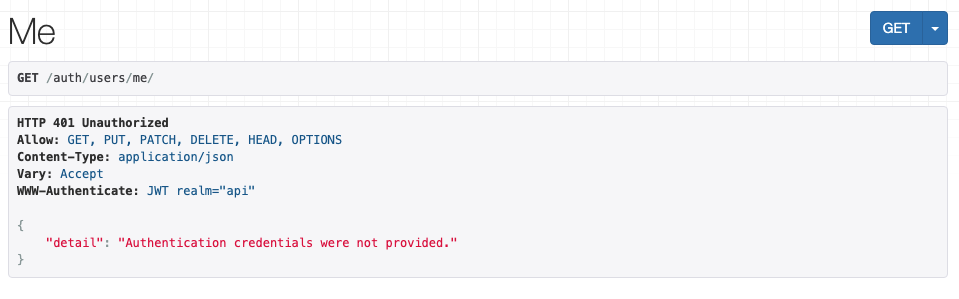 Me
GET
GET /auth/users/me/
HTTP 401 Unauthorized
Allow: GET, PUT, PATCH, DELETE, HEAD, OPTIONS
Content-Type: application/json
Vary: Accept
WWW-Authenticate: JWT realm="api"
{
    "detail": "Authentication credentials were not provided."
}